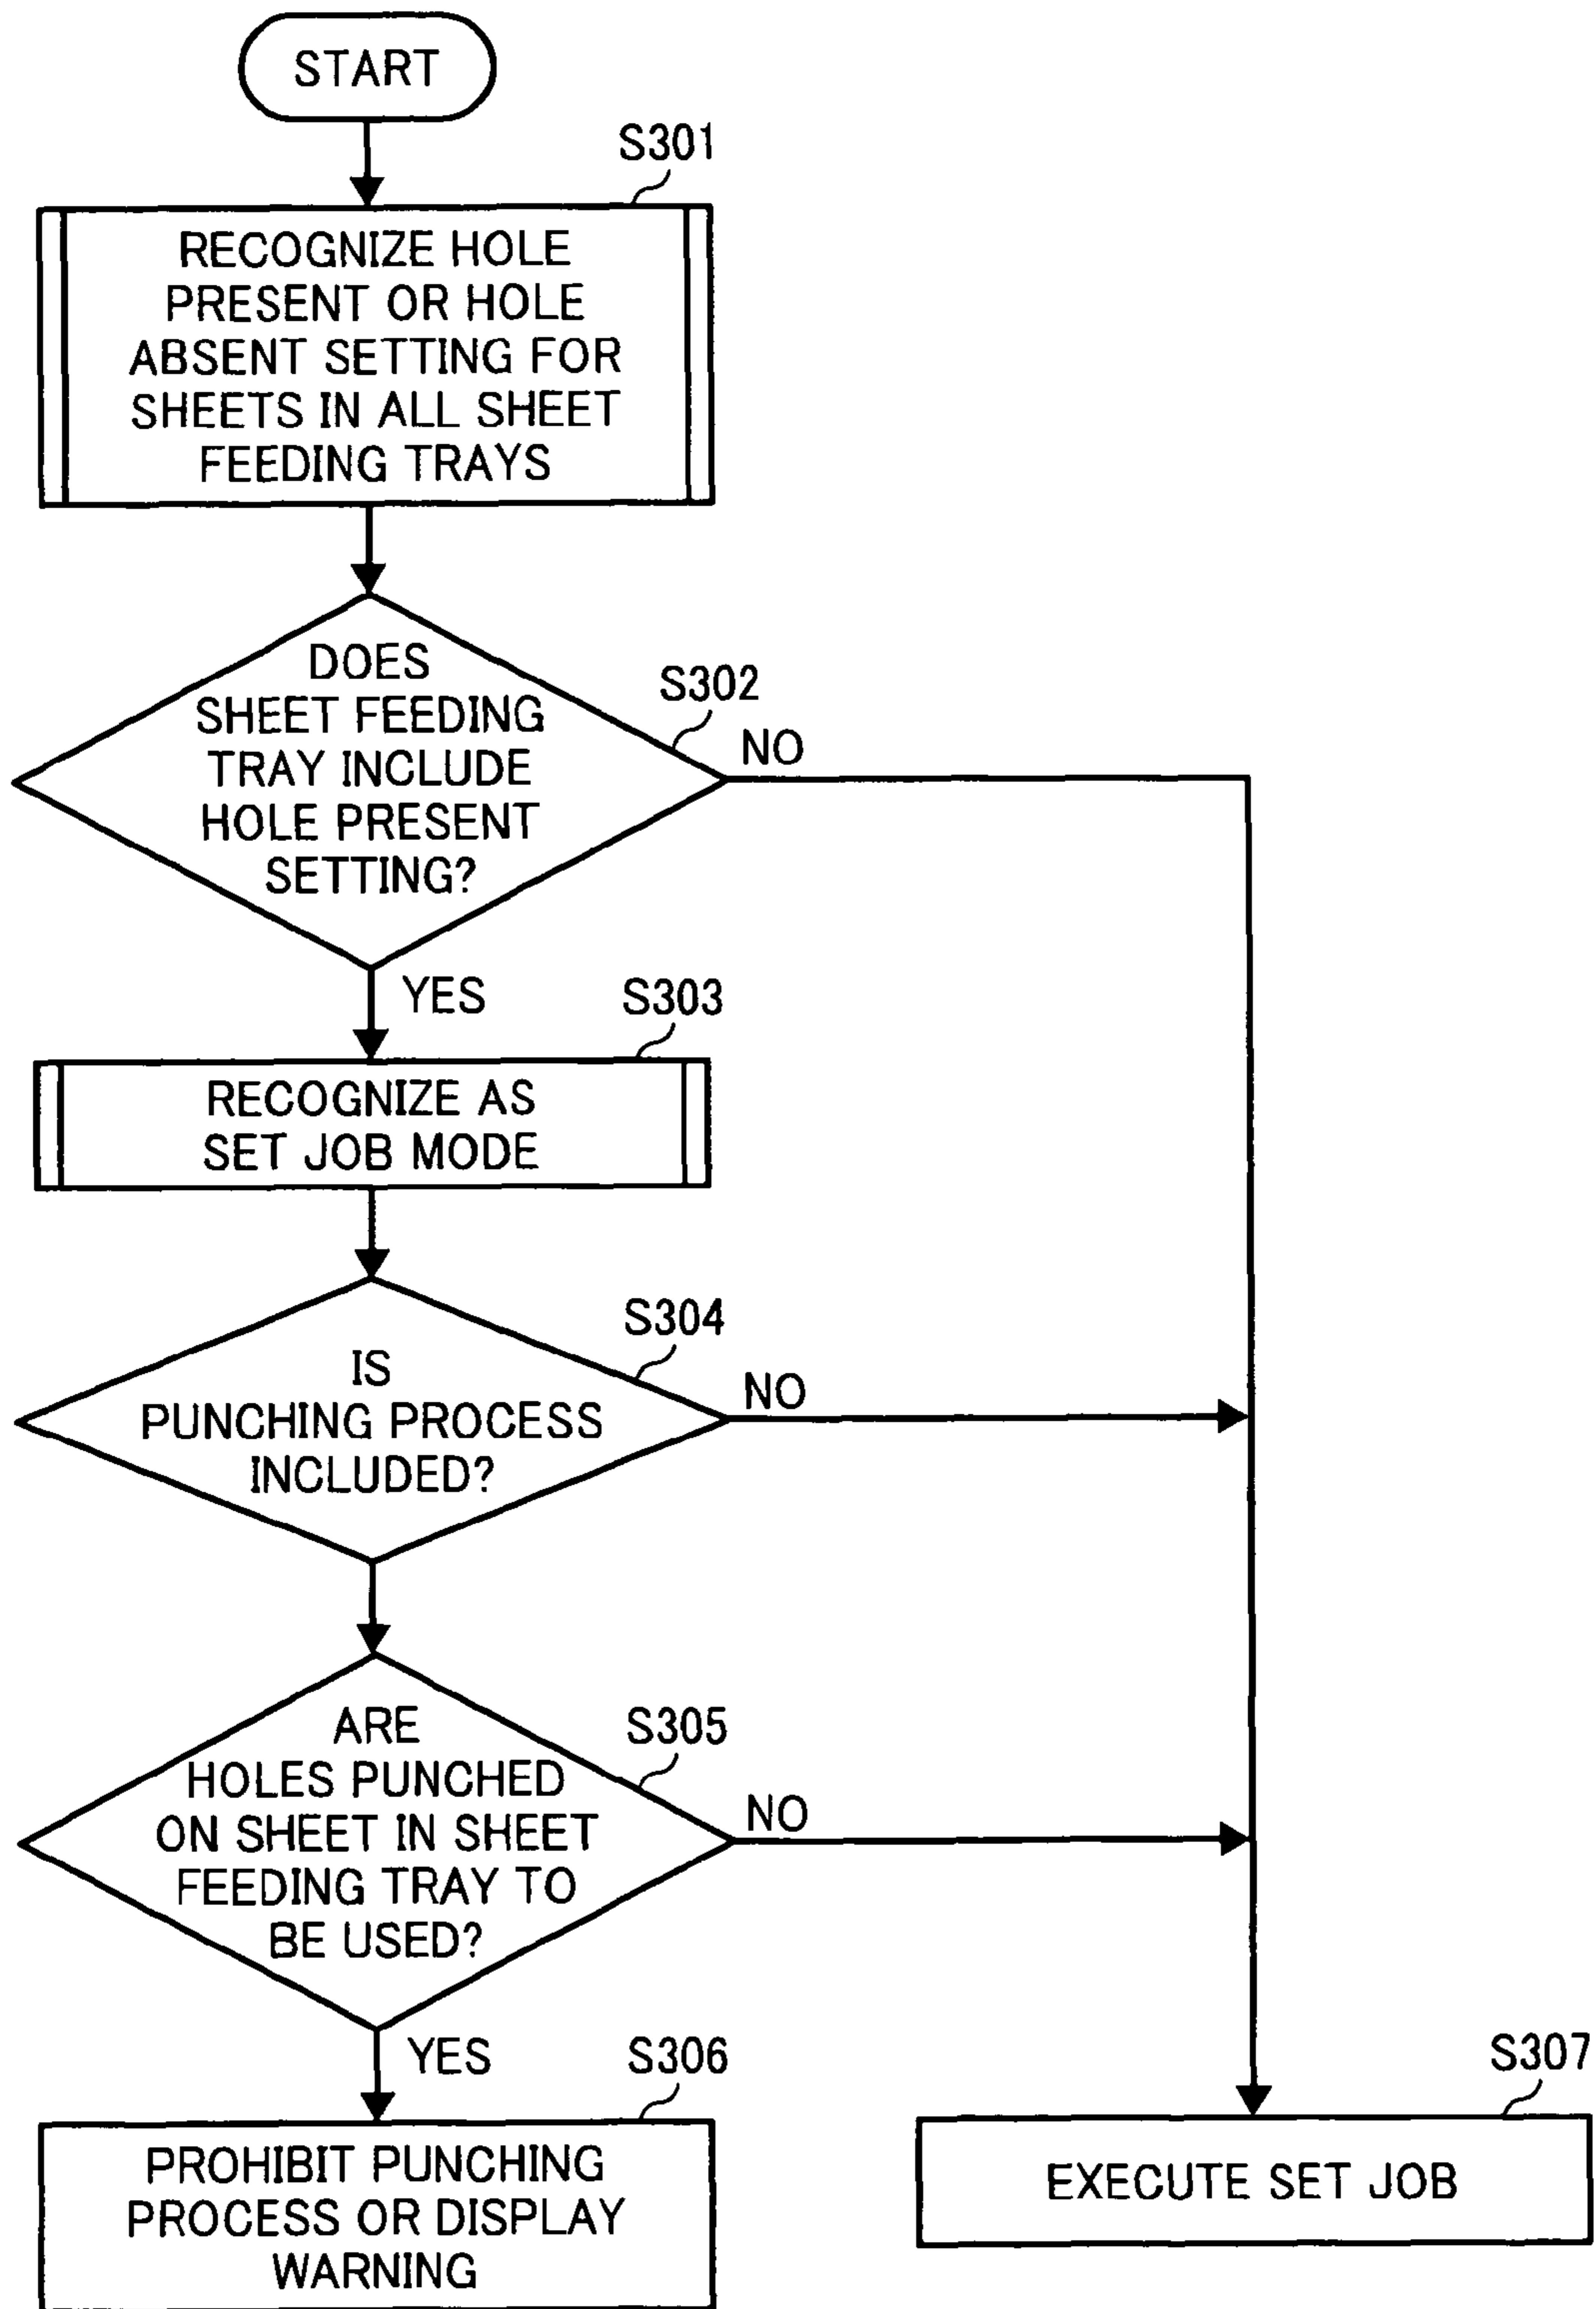 START
S301
RECOGNIZE HOLE
PRESENT OR HOLE
ABSENT SETTING FOR
SHEETS IN ALL SHEET
FEEDING TRAYS
DOES
SHEET FEEDING
TRAY INCLUDE
HOLE PRESENT
SETTING?
S302
NO
YES
S303
RECOGNIZE AS
SET JOB MODE
S304
IS
PUNCHING PROCESS
INCLUDED?
NO
ARE
HOLES PUNCHED
ON SHEET IN SHEET
FEEDING TRAY TO
BE USED?
S305
NO
YES
S306
PROHIBIT PUNCHING
PROCESS OR DISPLAY
WARNING
S307
EXECUTE SET JOB